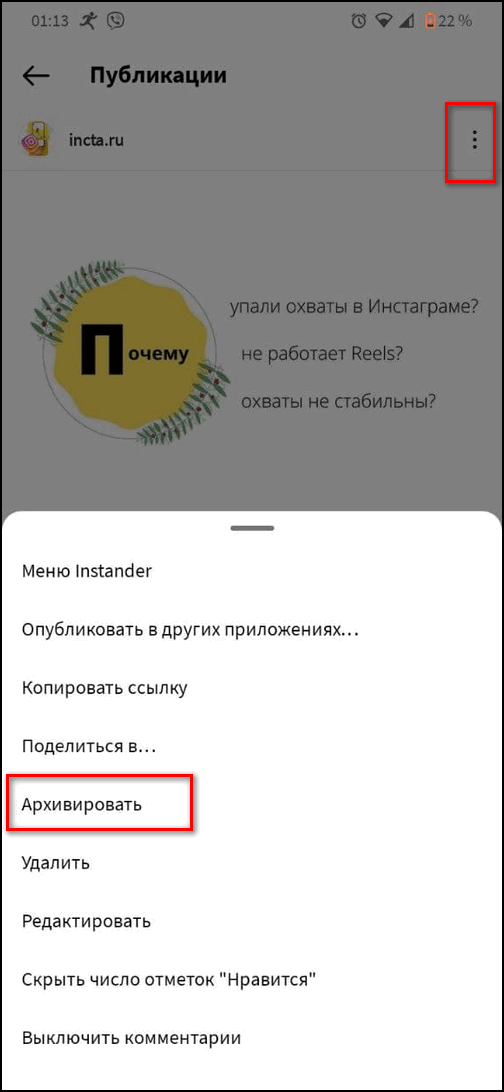 01:13
22 %
Публикации
incta.ru
Почему
упали охваты в Инстаграме?
не работает Reels?
охваты не стабильны?
Меню Instander
Опубликовать в других приложениях...
Копировать ссылку
Поделиться в...
Архивировать
Удалить
Редактировать
Скрыть число отметок "Нравится"
Выключить комментарии